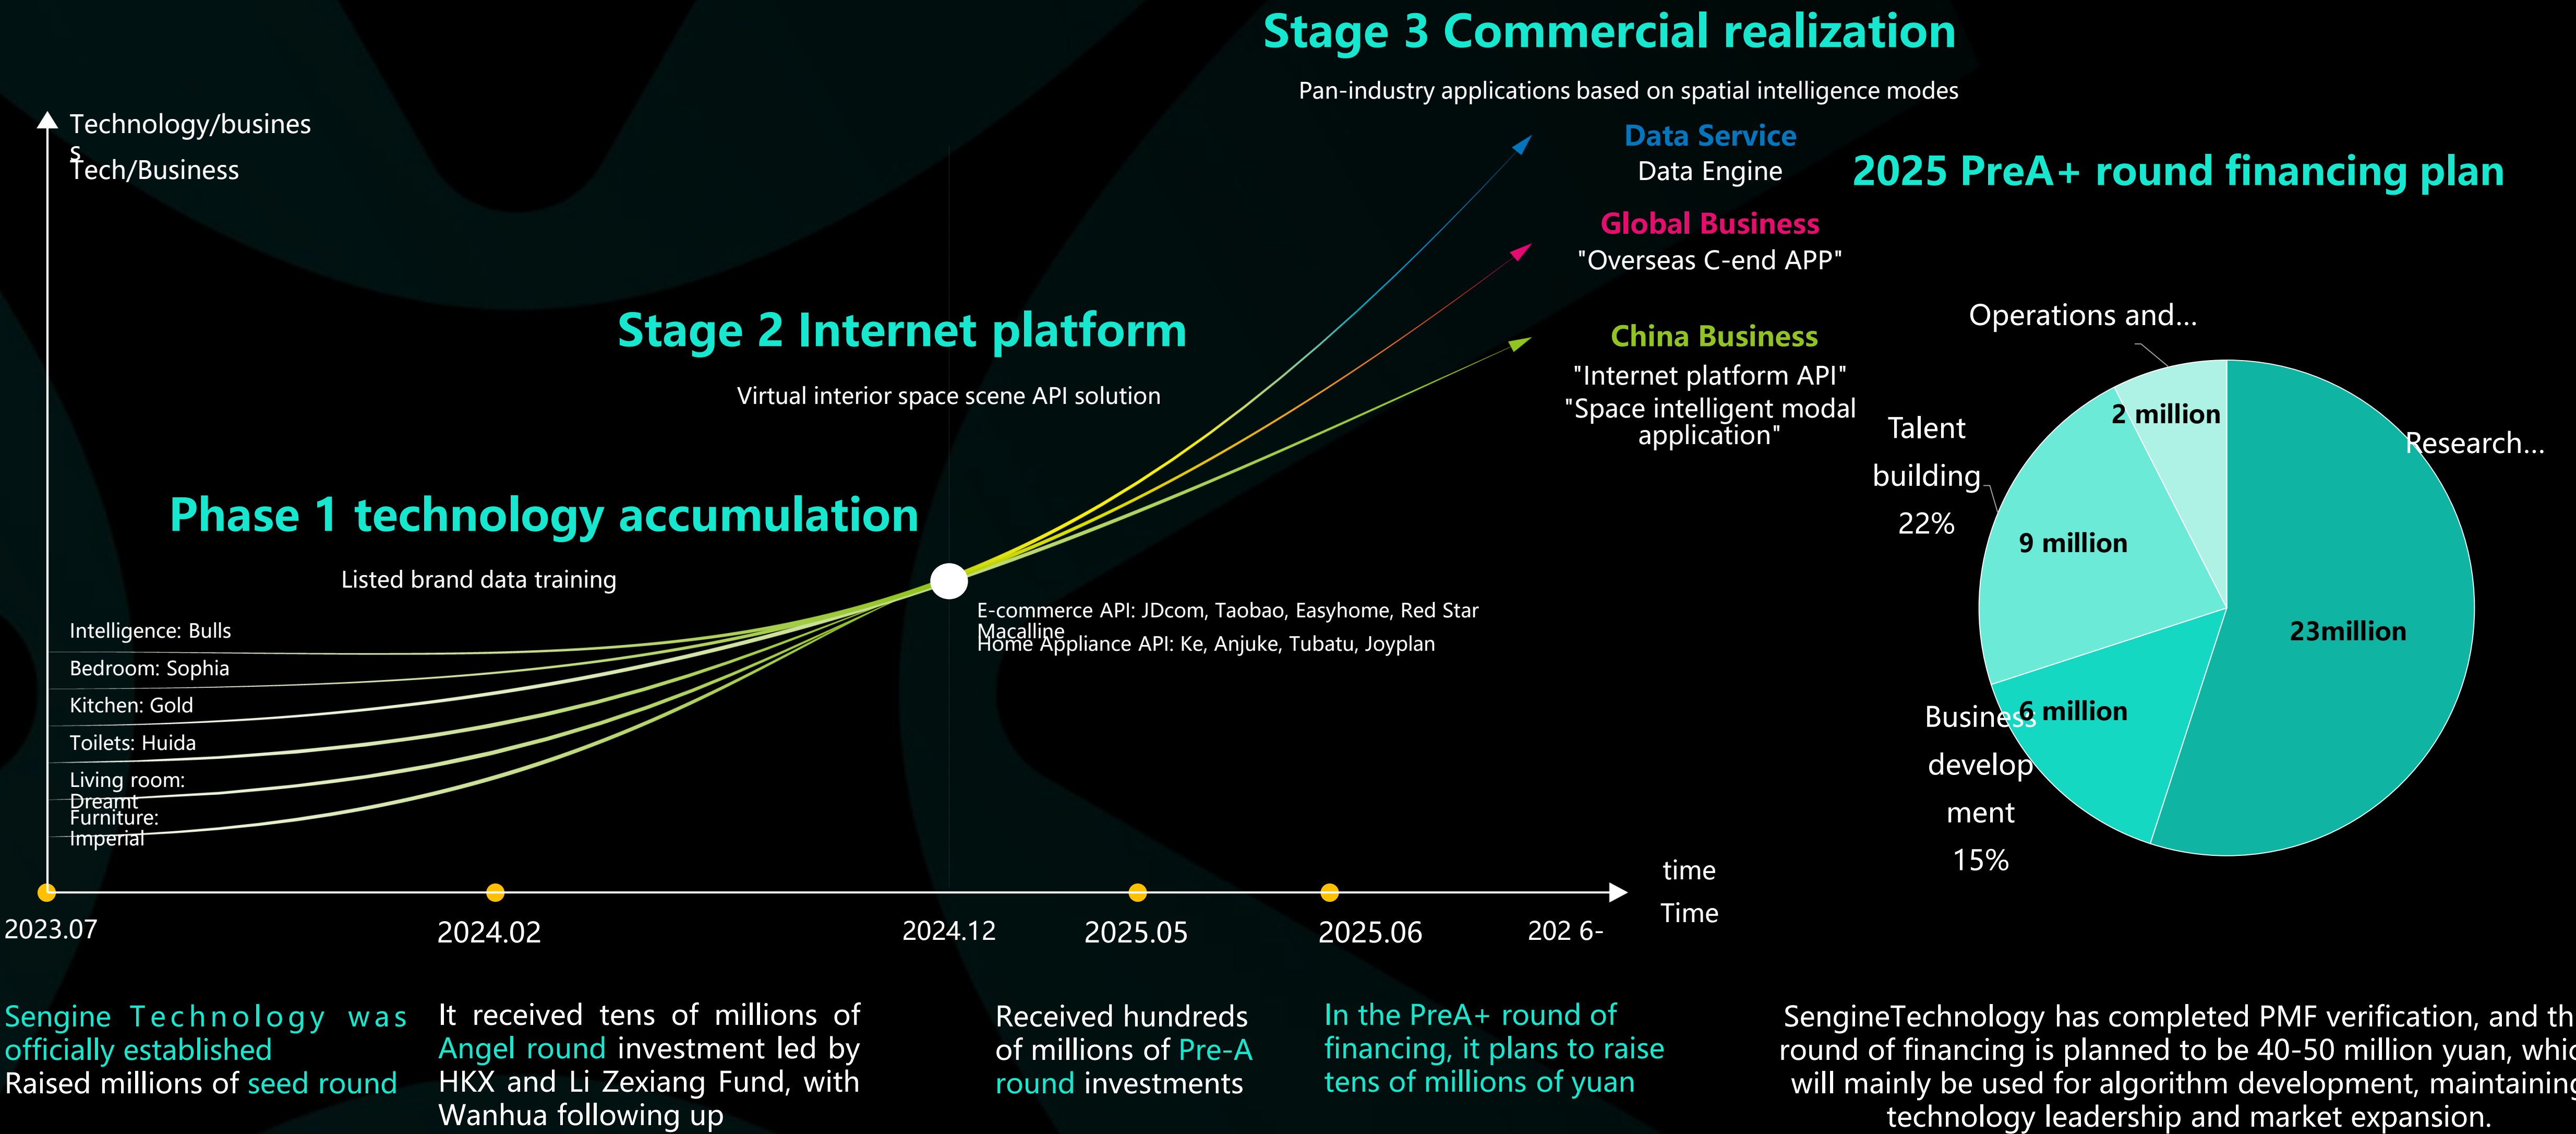 Stage 3 Commercial realization
Pan-industry applications based on spatial intelligence modes
Technology/busines
s
Tech/Business
Data Service
Data Engine
Global Business
"Overseas C-end APP"
China Business
"Internet platform API"
"Space intelligent modal
application"
Stage 2 Internet platform
Virtual interior space scene API solution
Phase 1 technology accumulation
Listed brand data training
Intelligence: Bulls
Bedroom: Sophia
Kitchen: Gold
Toilets: Huida
Living room:
Dreamt
Furniture:
Imperial
E-commerce API: JDcom, Taobao, Easyhome, Red Star
Macalline
Home Appliance API: Ke, Anjuke, Tubatu, Joyplan
time
Time
2023.07
2024.02
2024.12
2025.05
2025.06
202 6-
Sengine Technology was
officially established
Raised millions of seed round
It received tens of millions of
Angel round investment led by
HKX and Li Zexiang Fund, with
Wanhua following up
Received hundreds
of millions of Pre-A
round investments
In the PreA+ round of
financing, it plans to raise
tens of millions of yuan
2025 PreA+ round financing plan
Operations and...
2 million
Research...
Talent
building
22%
9 million
23million
6 million
Business
develop
ment
15%
SengineTechnology has completed PMF verification, and th
round of financing is planned to be 40-50 million yuan, whic
will mainly be used for algorithm development, maintaining
technology leadership and market expansion.